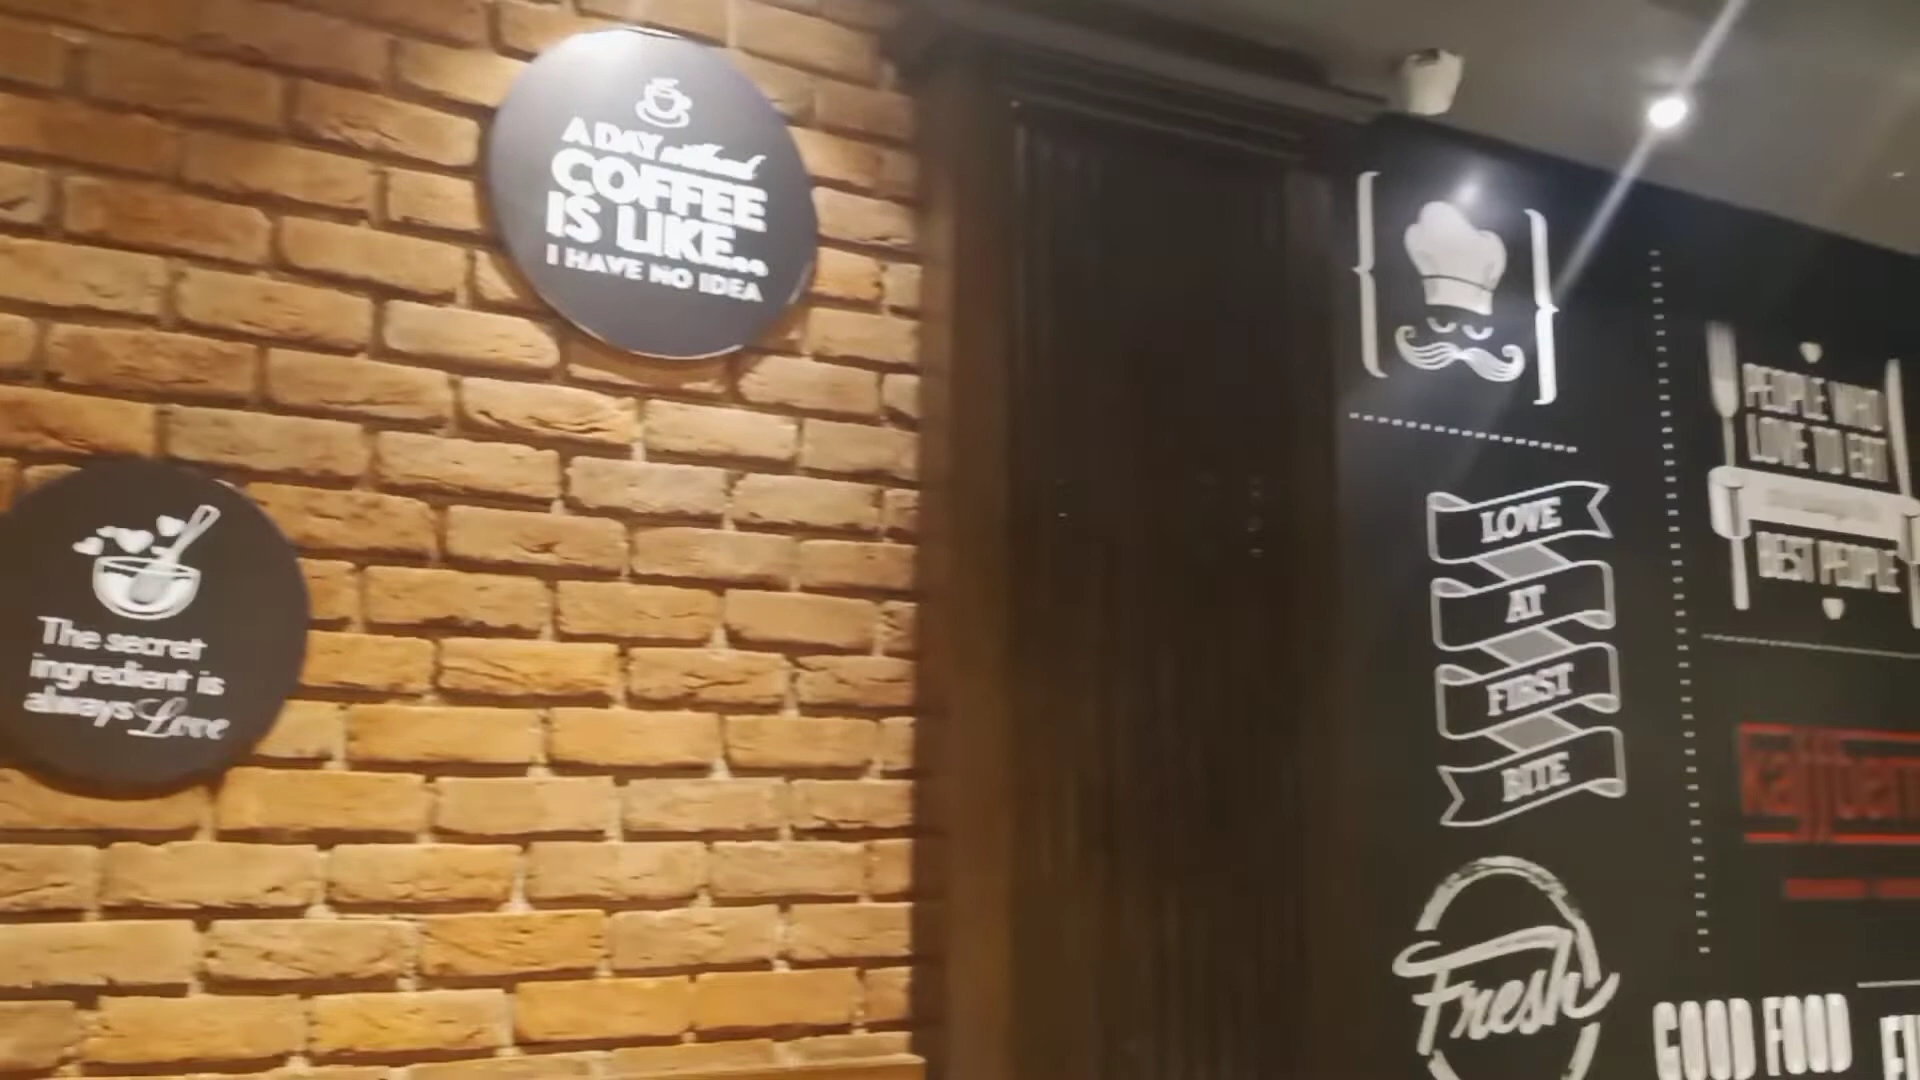 A DAY without
COFFEE
IS LIKE..
I HAVE NO IDEA
The secret
ingredient is
always Love
LOVE
AT
FIRST
BITE
Fresh
PEOPLE WHO
LOVE TO EAT
BEST PEOPLE
GOOD FOOD